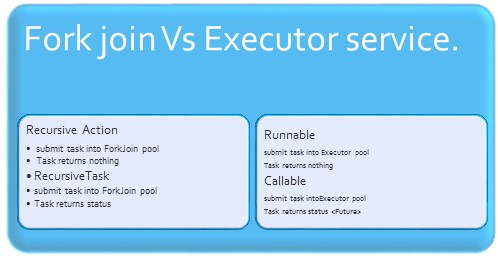 Fork join Vs Executor service.
Recursive Action
• submit task into ForkJoin pool
• Task returns nothing
• RecursiveTask
• submit task into ForkJoin pool
• Task returns status
Runnable
submit task into Executor pool
Task returns nothing
Callable
submit task intoExecutor pool
Task returns status <Future>